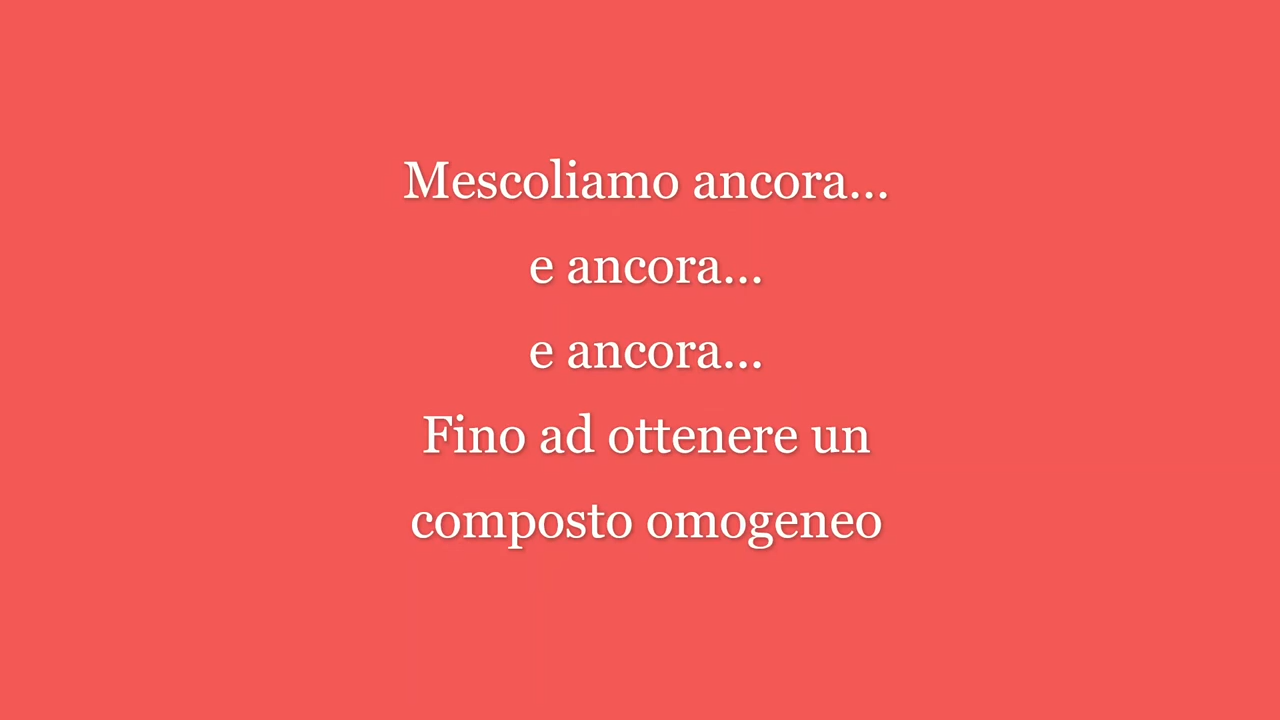 Mescoliamo ancora...
e ancora...
e ancora...
Fino ad ottenere un
composto omogeneo